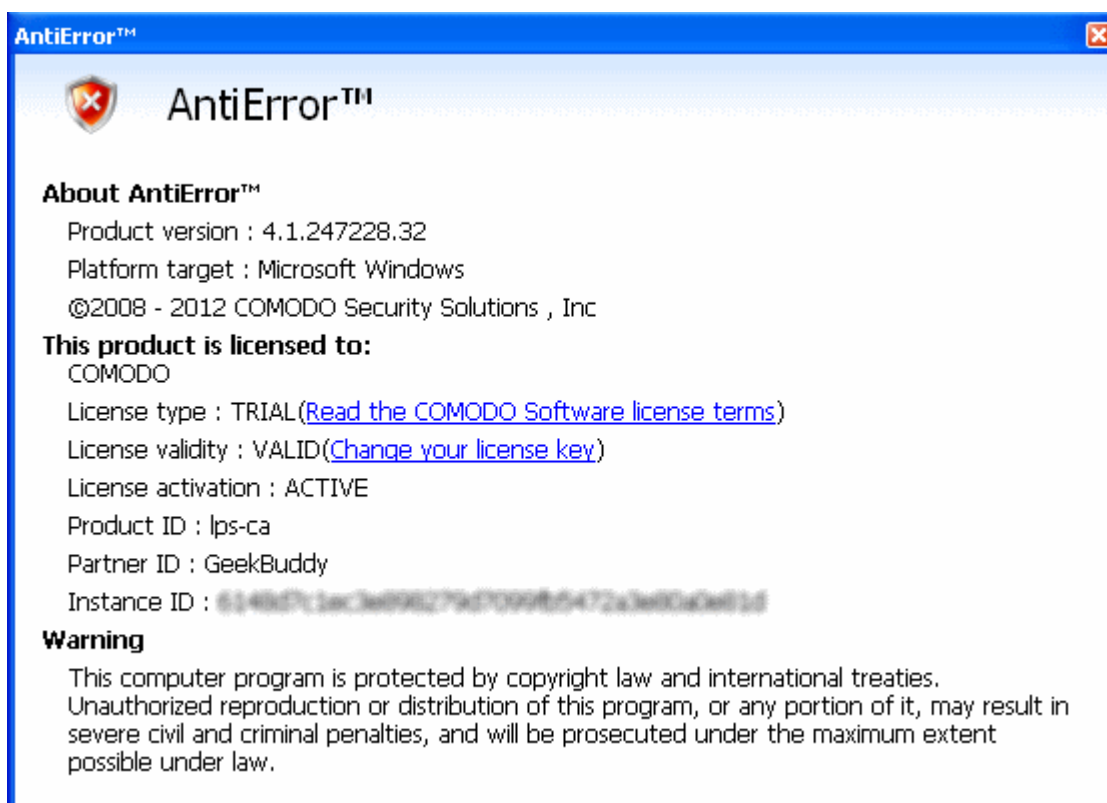 AntiError™
AntiError™
About AntiError™
Product version : 4.1.247228.32
Platform target : Microsoft Windows
©2008 - 2012 COMODO Security Solutions , Inc
This product is licensed to:
COMODO
License type : TRIAL(Read the COMODO Software license terms)
License validity : VALID(Change your license key)
License activation : ACTIVE
Product ID : lps-ca
Partner ID : GeekBuddy
Instance ID :
Warning
This computer program is protected by copyright law and international treaties.
Unauthorized reproduction or distribution of this program, or any portion of it, may result in
severe civil and criminal penalties, and will be prosecuted under the maximum extent
possible under law.